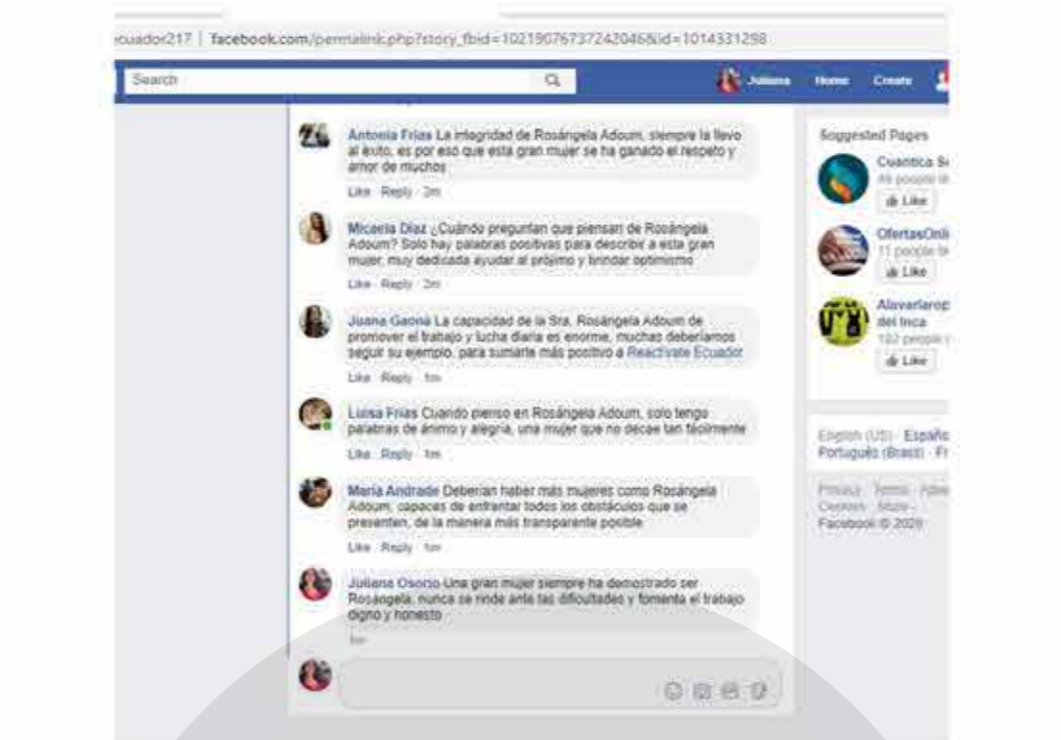 ecuador217 | facebook.com/permalink.php?story_fbid=10219076737242046&id=1014331298
Search
Juliana Home Create
Antonia Frias La integridad de Rosángela Adoum, siempre la llevo
al éxito, es por eso que esta gran mujer se ha ganado el respeto y
amor de muchos
Like Reply 2m
Micaela Diaz ¿Cuándo preguntan que piensan de Rosángela
Adoum? Solo hay palabras positivas para describir a esta gran
mujer, muy dedicada ayudar al prójimo y brindar optimismo
Like Reply 2m
Juana Gaona La capacidad de la Sra. Rosángela Adoum de
promover el trabajo y lucha diaria es enorme, muchas deberíamos
seguir su ejemplo, para sumarle más positivo a Reactívate Ecuador
Like Reply 1m
Luisa Frias Cuando pienso en Rosángela Adoum, solo tengo
palabras de ánimo y alegría, una mujer que no decae tan fácilmente
Like Reply 1m
María Andrade Deberían haber más mujeres como Rosángela
Adoum, capaces de enfrentar todos los obstáculos que se
presenten, de la manera más transparente posible
Like Reply 1m
Juliana Osorio Una gran mujer siempre ha demostrado ser
Rosángela, nunca se rinde ante las dificultades y fomenta el trabajo
digno y honesto
1m
Suggested Pages
Cuantica
Like
OfertasOnli
Like
Alavarlarop
del Inca
Like
English (US) · Españo
Português (Brasil) · Fr
Privacy · Terms ·
Cookies · More
Facebook ©